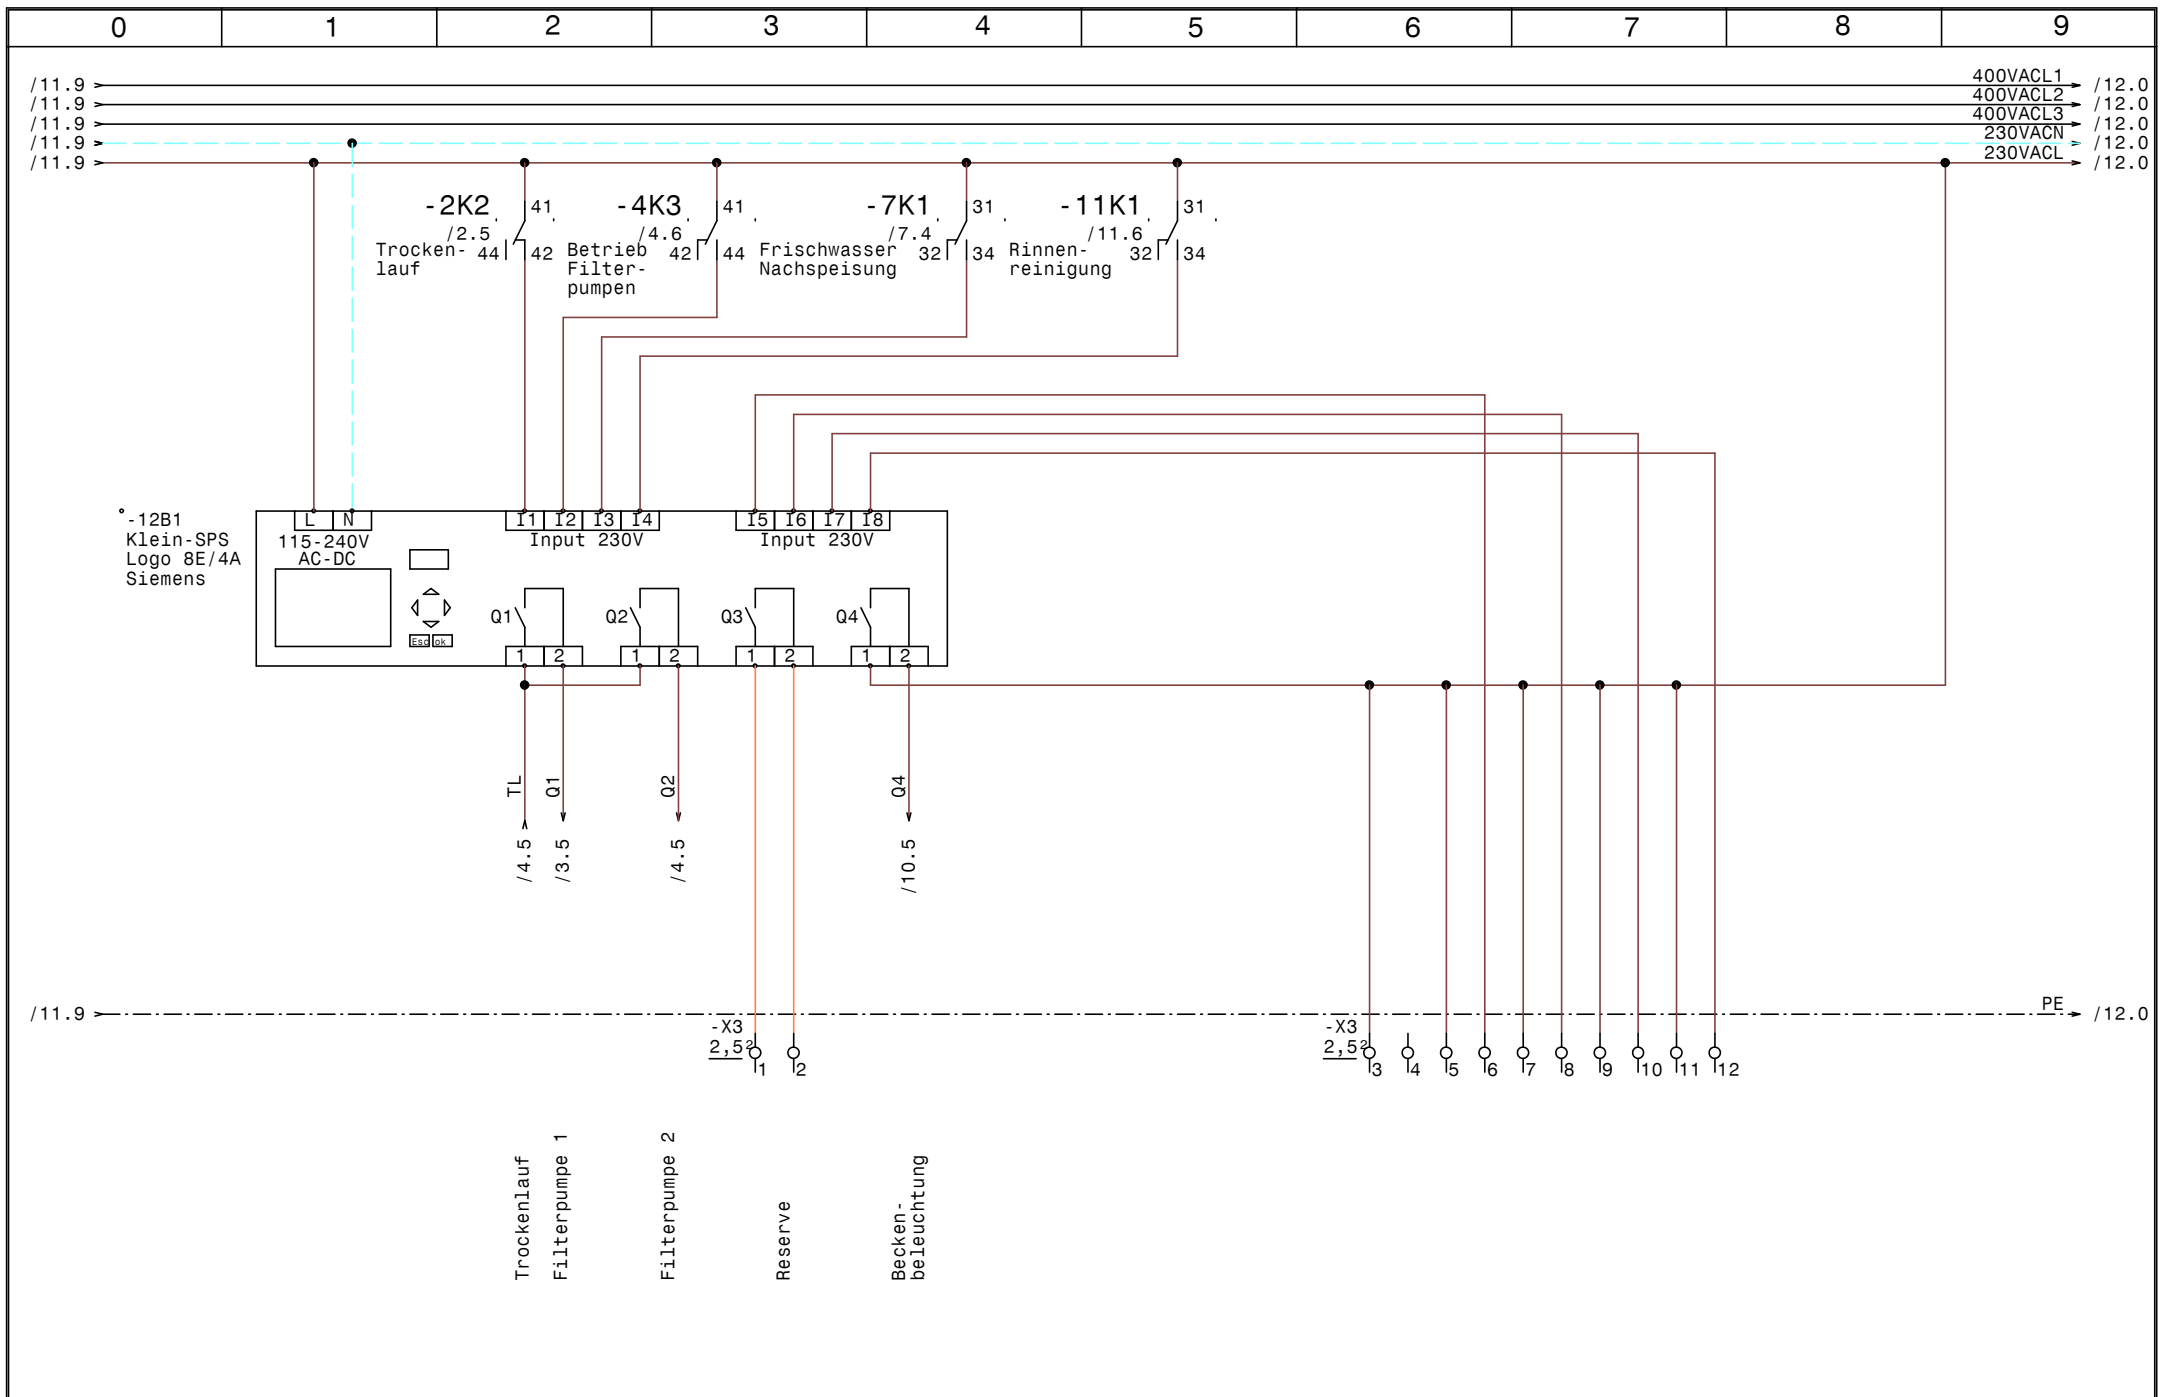 0 1 2 3 4 5 6 7 8 9
/11.9 400VACL1 /12.0
/11.9 400VACL2 /12.0
/11.9 400VACL3 /12.0
/11.9 230VACN /12.0
/11.9 230VACL /12.0
-2K2 41
/2.5
Trocken- 44 42
lauf
-4K3 41
/4.6
Betrieb 42 44
Filter-
pumpen
-7K1 31
/7.4
Frischwasser 32 34
Nachspeisung
-11K1 31
/11.6
Rinnen- 32 34
reinigung
-12B1
Klein-SPS
Logo 8E/4A
Siemens
L N
115-240V
AC-DC
I1 I2 I3 I4
Input 230V
I5 I6 I7 I8
Input 230V
Esc ok
Q1 Q2 Q3 Q4
1 2 1 2 1 2 1 2
TL Q1 Q2 Q4
/4.5 /3.5 /4.5 /10.5
/11.9 PE /12.0
-X3
2,5²
1 2
-X3
2,5²
3 4 5 6 7 8 9 10 11 12
Trockenlauf
Filterpumpe 1
Filterpumpe 2
Reserve
Becken-
beleuchtung